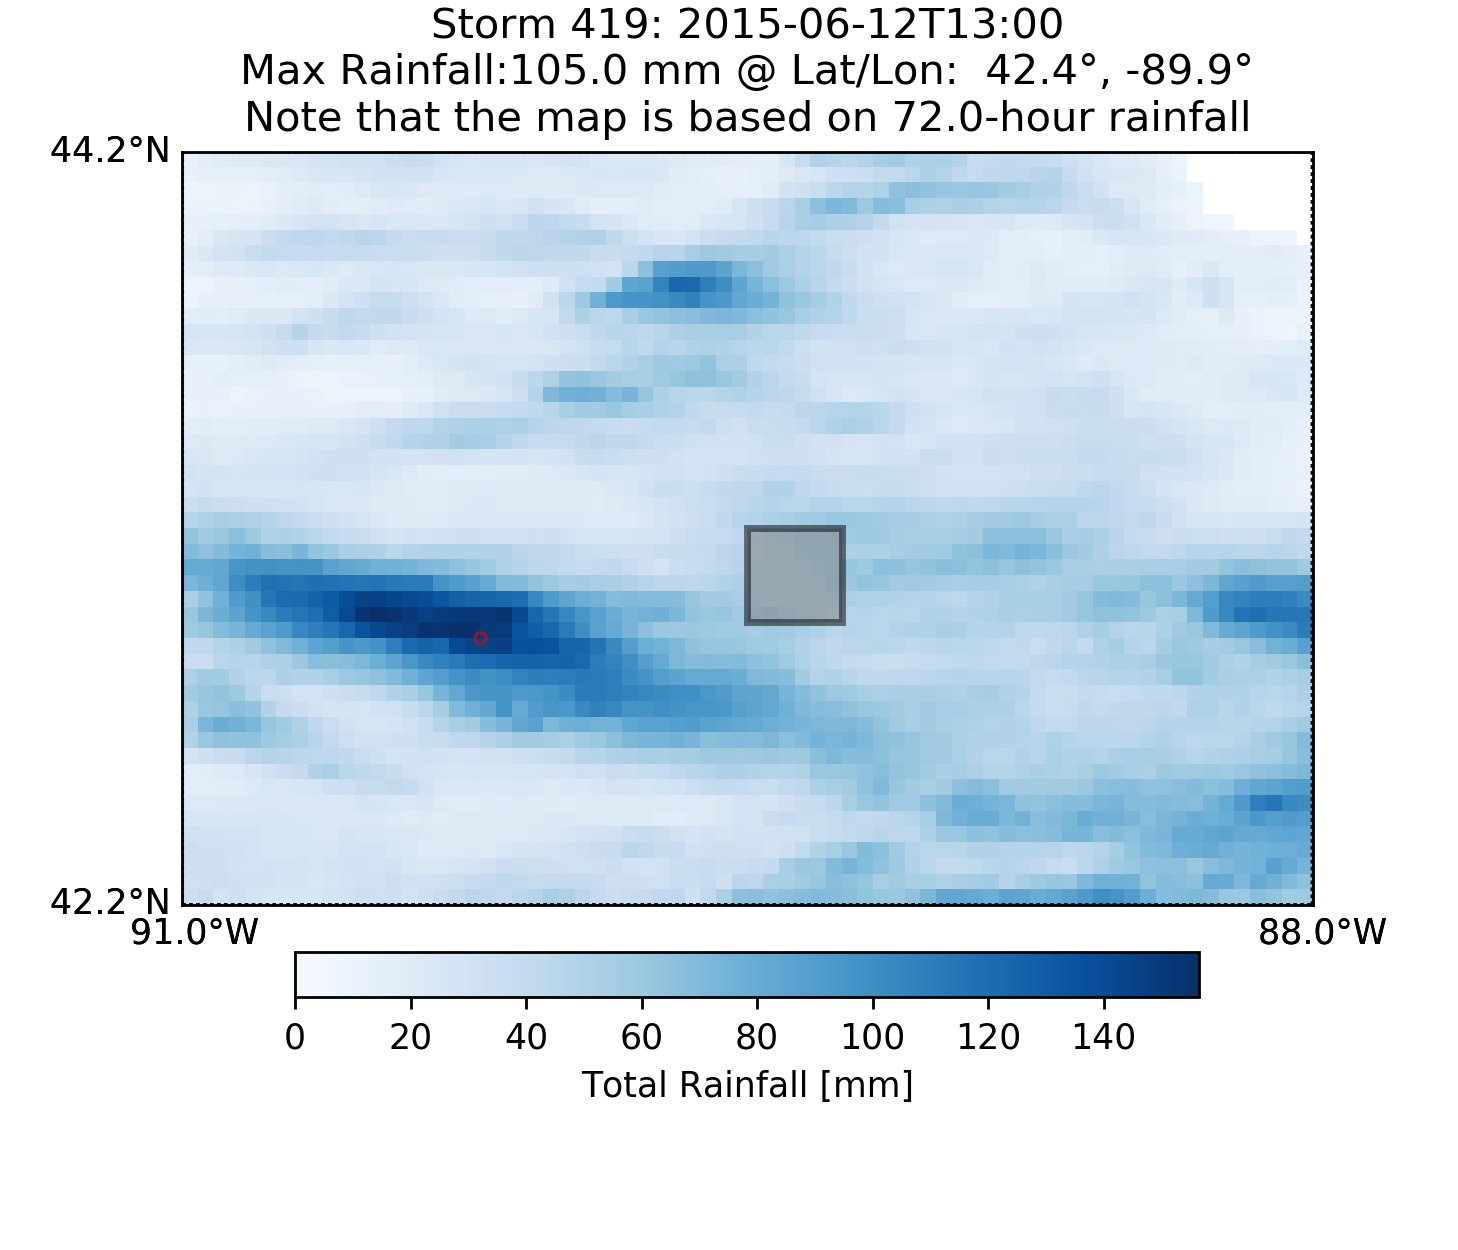 Storm 419: 2015-06-12T13:00
Max Rainfall:105.0 mm @ Lat/Lon:  42.4°, -89.9°
Note that the map is based on 72.0-hour rainfall
44.2°N
42.2°N
91.0°W 88.0°W
0 20 40 60 80 100 120 140
Total Rainfall [mm]